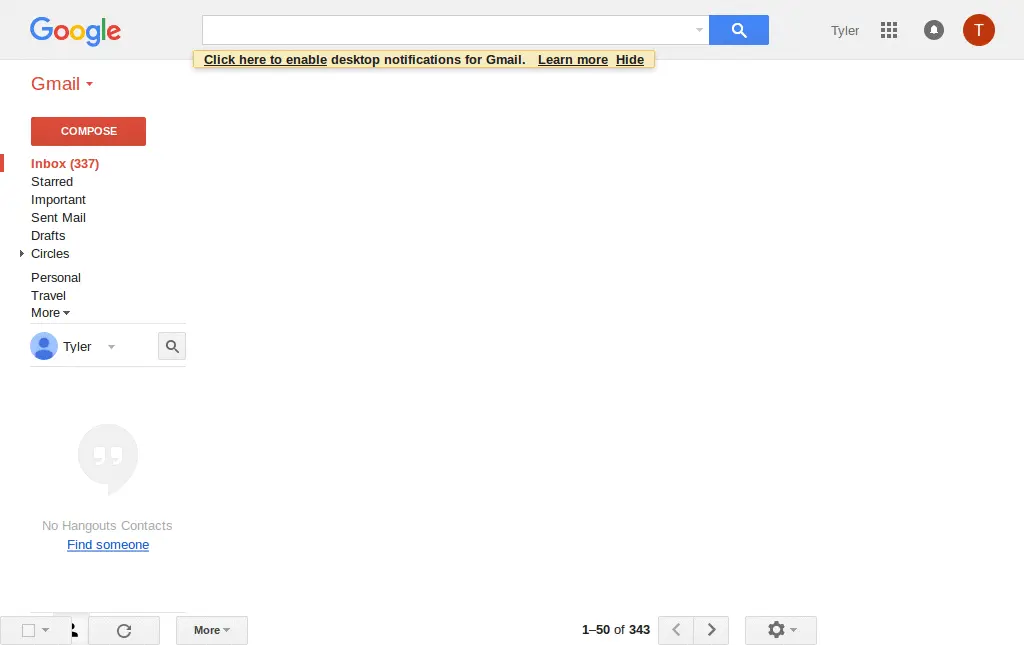 Google
Tyler
T
Click here to enable desktop notifications for Gmail. Learn more Hide
Gmail
COMPOSE
Inbox (337)
Starred
Important
Sent Mail
Drafts
Circles
Personal
Travel
More
Tyler
No Hangouts Contacts
Find someone
More
1–50 of 343